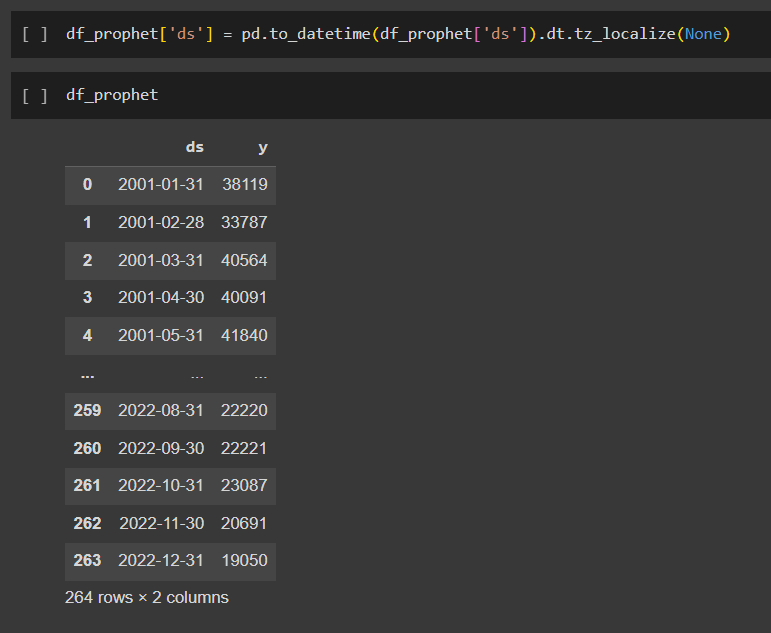 [ ] df_prophet['ds'] = pd.to_datetime(df_prophet['ds']).dt.tz_localize(None)
[ ] df_prophet
ds y
0 2001-01-31 38119
1 2001-02-28 33787
2 2001-03-31 40564
3 2001-04-30 40091
4 2001-05-31 41840
... ... ...
259 2022-08-31 22220
260 2022-09-30 22221
261 2022-10-31 23087
262 2022-11-30 20691
263 2022-12-31 19050
264 rows × 2 columns